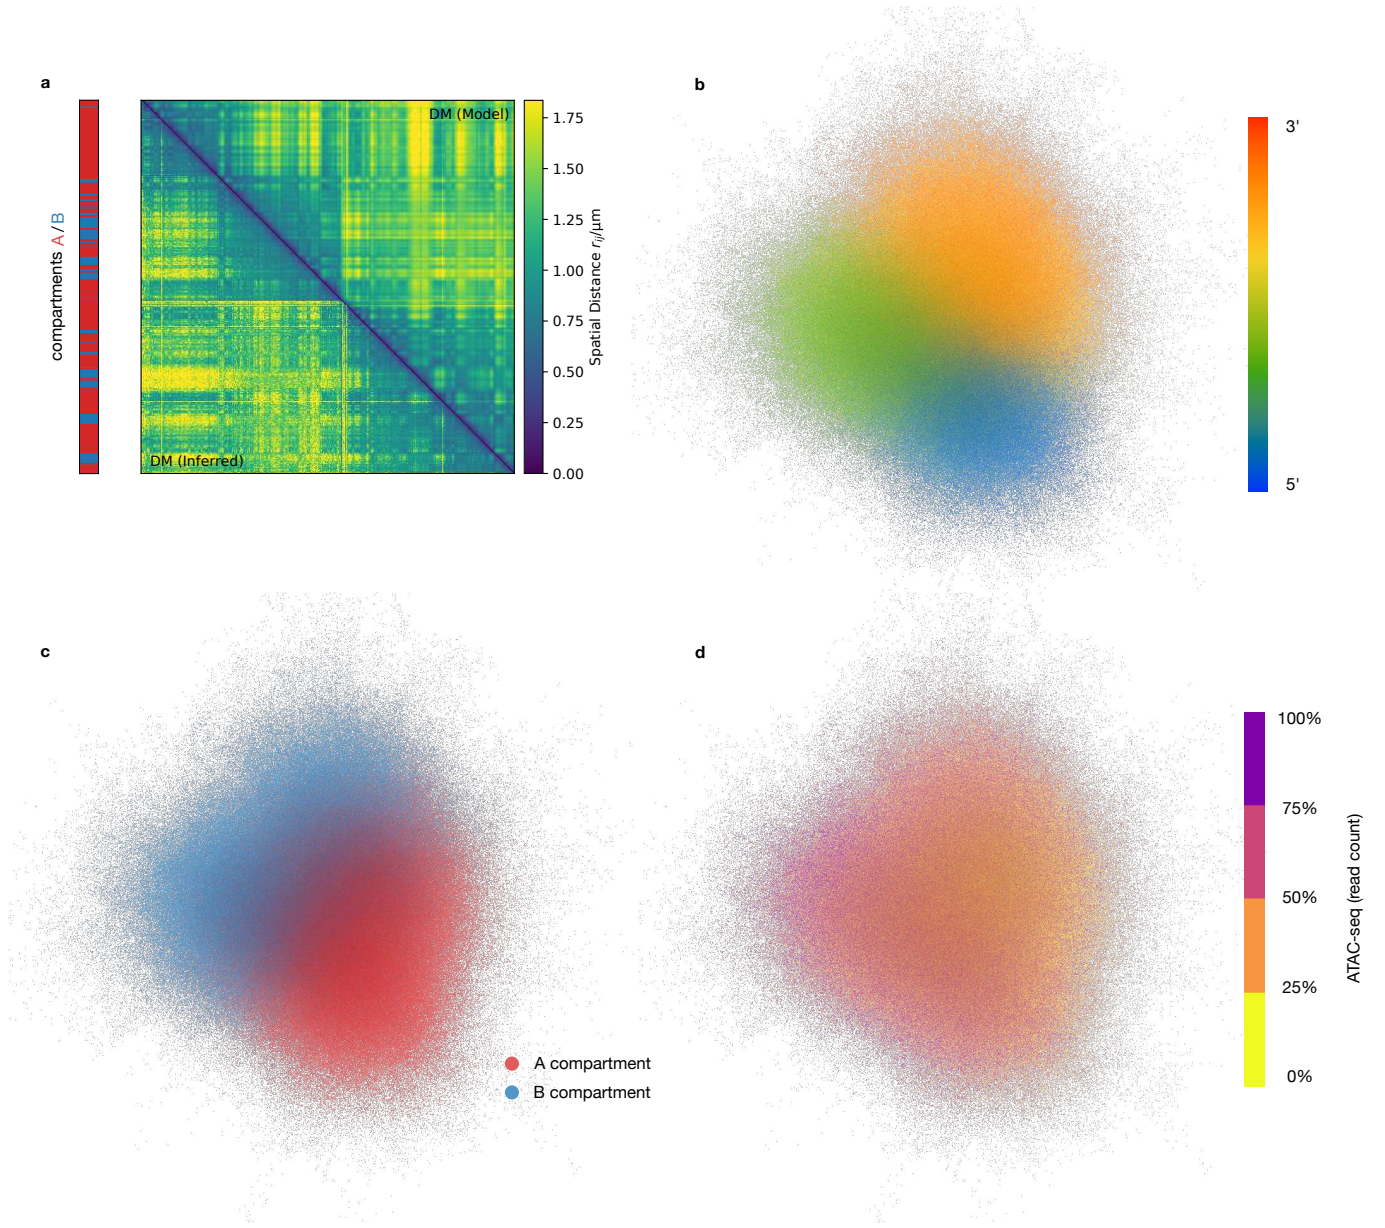 a
compartments A / B
DM (Model)
DM (Inferred)
1.75
1.50
1.25
1.00
0.75
0.50
0.25
0.00
Spatial Distance rij/μm
b
3'
5'
c
A compartment
B compartment
d
100%
75%
50%
25%
0%
ATAC-seq (read count)